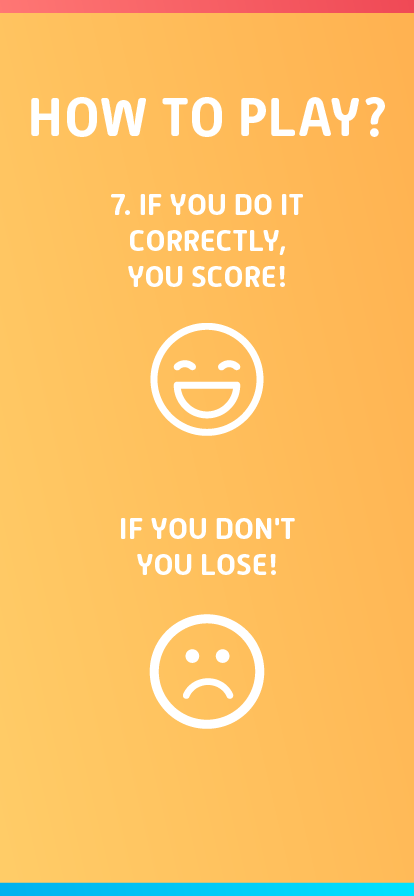 HOW TO PLAY?
7. IF YOU DO IT
CORRECTLY,
YOU SCORE!
IF YOU DON'T
YOU LOSE!